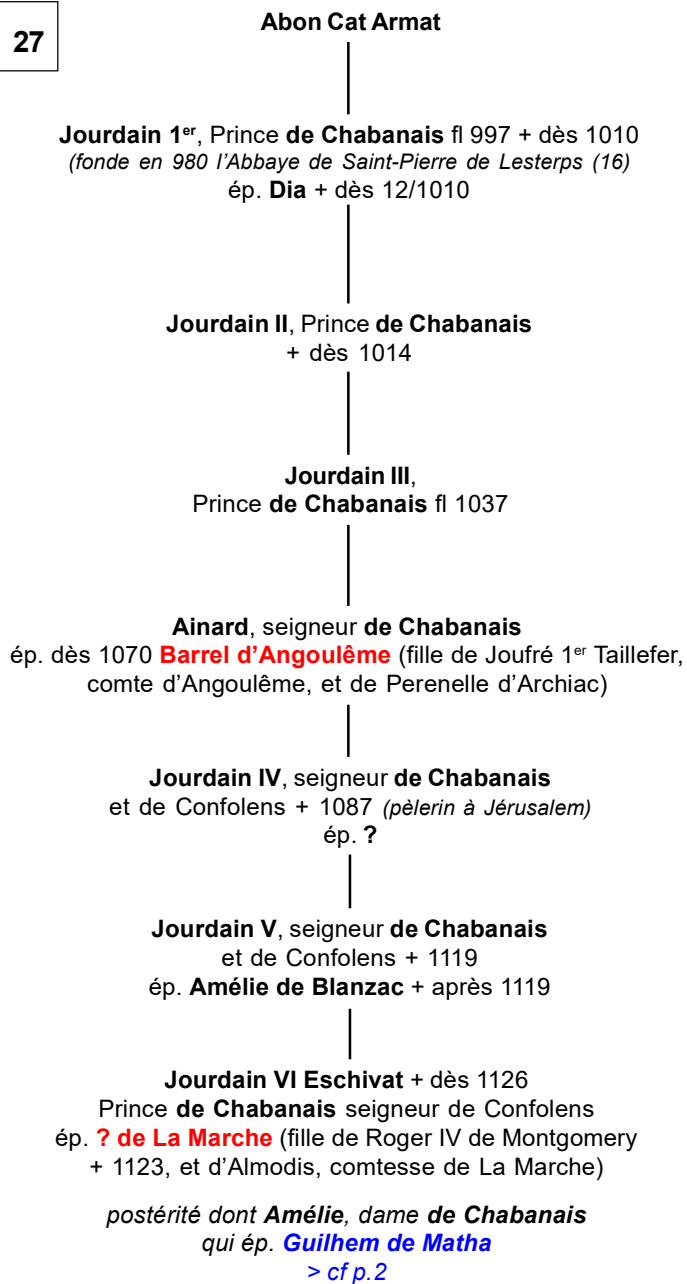 27
Abon Cat Armat
Jourdain 1er, Prince de Chabanais fl 997 + dès 1010
(fonde en 980 l'Abbaye de Saint-Pierre de Lesterps (16)
ép. Dia + dès 12/1010
Jourdain II, Prince de Chabanais
+ dès 1014
Jourdain III,
Prince de Chabanais fl 1037
Ainard, seigneur de Chabanais
ép. dès 1070 Barrel d'Angoulême (fille de Joufré 1er Taillefer,
comte d'Angoulême, et de Perenelle d'Archiac)
Jourdain IV, seigneur de Chabanais
et de Confolens + 1087 (pèlerin à Jérusalem)
ép. ?
Jourdain V, seigneur de Chabanais
et de Confolens + 1119
ép. Amélie de Blanzac + après 1119
Jourdain VI Eschivat + dès 1126
Prince de Chabanais seigneur de Confolens
ép. ? de La Marche (fille de Roger IV de Montgomery
+ 1123, et d'Almodis, comtesse de La Marche)
postérité dont Amélie, dame de Chabanais
qui ép. Guilhem de Matha
> cf p.2